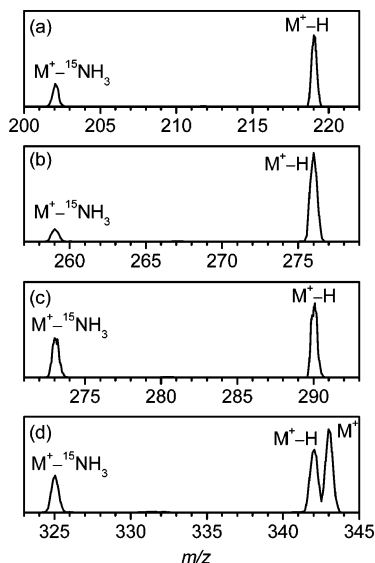 (a)
M⁺–H
M⁺–¹⁵NH₃
200 205 210 215 220
(b)
M⁺–H
M⁺–¹⁵NH₃
260 265 270 275
(c)
M⁺–H
M⁺–¹⁵NH₃
275 280 285 290
(d)
M⁺–H M⁺
M⁺–¹⁵NH₃
325 330 335 340 345
m/z